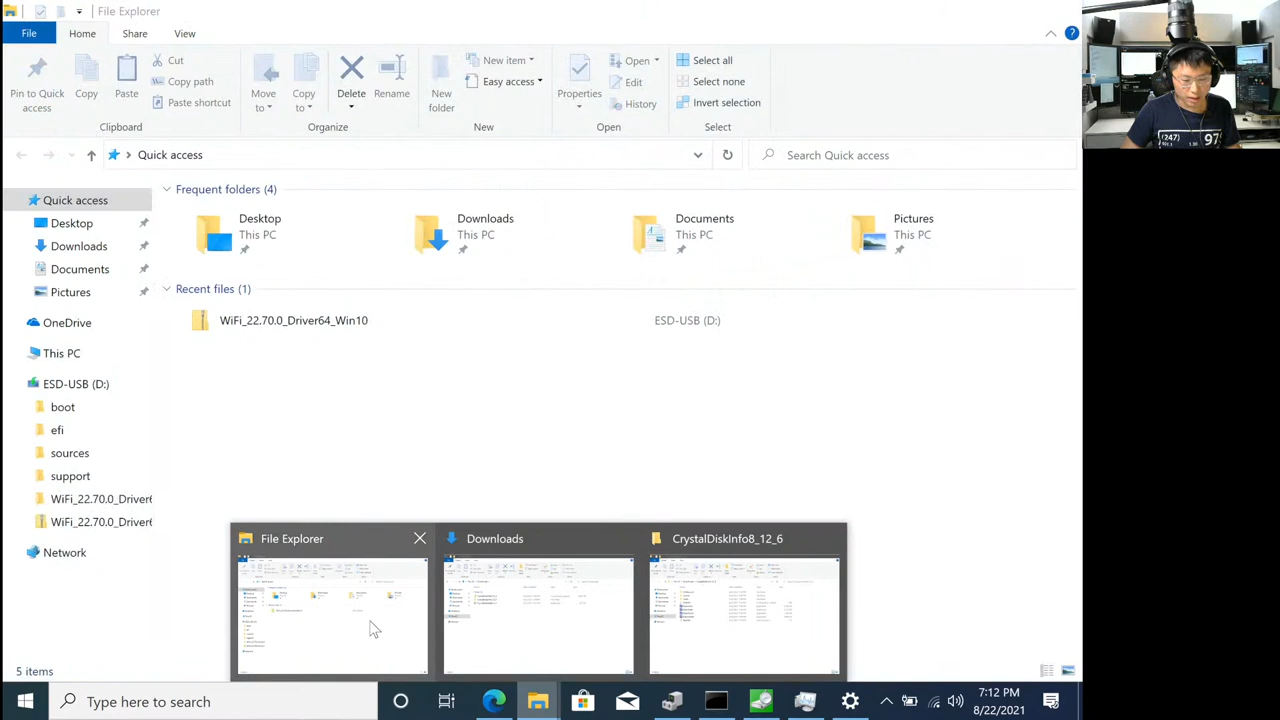 File Explorer
File
Home
Share
View
Pin to Quick access
Copy
Paste
Cut
Copy path
Paste shortcut
Clipboard
Move to
Copy to
Delete
Rename
Organize
New folder
New item
Easy access
New
Properties
Open
Edit
History
Open
Select all
Select none
Invert selection
Select
Quick access
Search Quick access
Quick access
Desktop
Downloads
Documents
Pictures
OneDrive
This PC
ESD-USB (D:)
boot
efi
sources
support
WiFi_22.70.0_Driver6
WiFi_22.70.0_Driver6
Network
Frequent folders (4)
Desktop
This PC
Downloads
This PC
Documents
This PC
Pictures
This PC
Recent files (1)
WiFi_22.70.0_Driver64_Win10
ESD-USB (D:)
(247)
97
File Explorer
Downloads
CrystalDiskInfo8_12_6
5 items
Type here to search
7:12 PM
8/22/2021